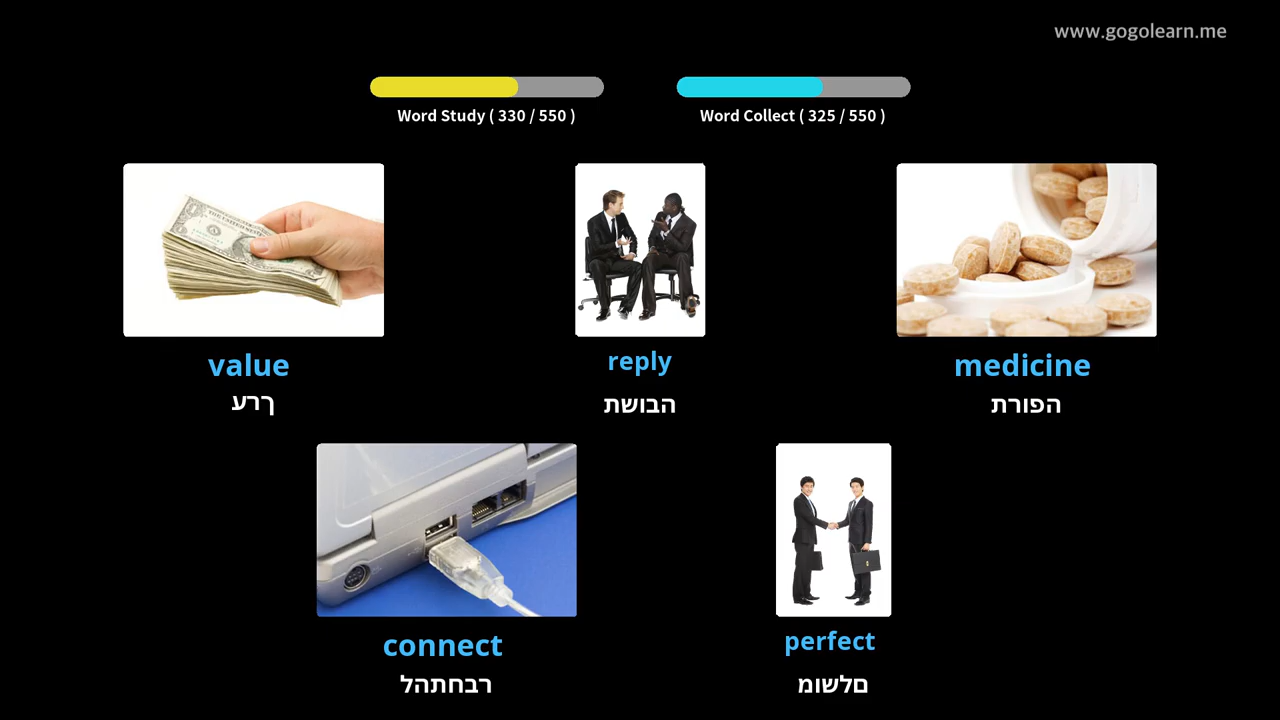 www.gogolearn.me
Word Study ( 330 / 550 )
Word Collect ( 325 / 550 )
value
ךרע
reply
הבושת
medicine
הפורת
connect
רבחתהל
perfect
םלשומ